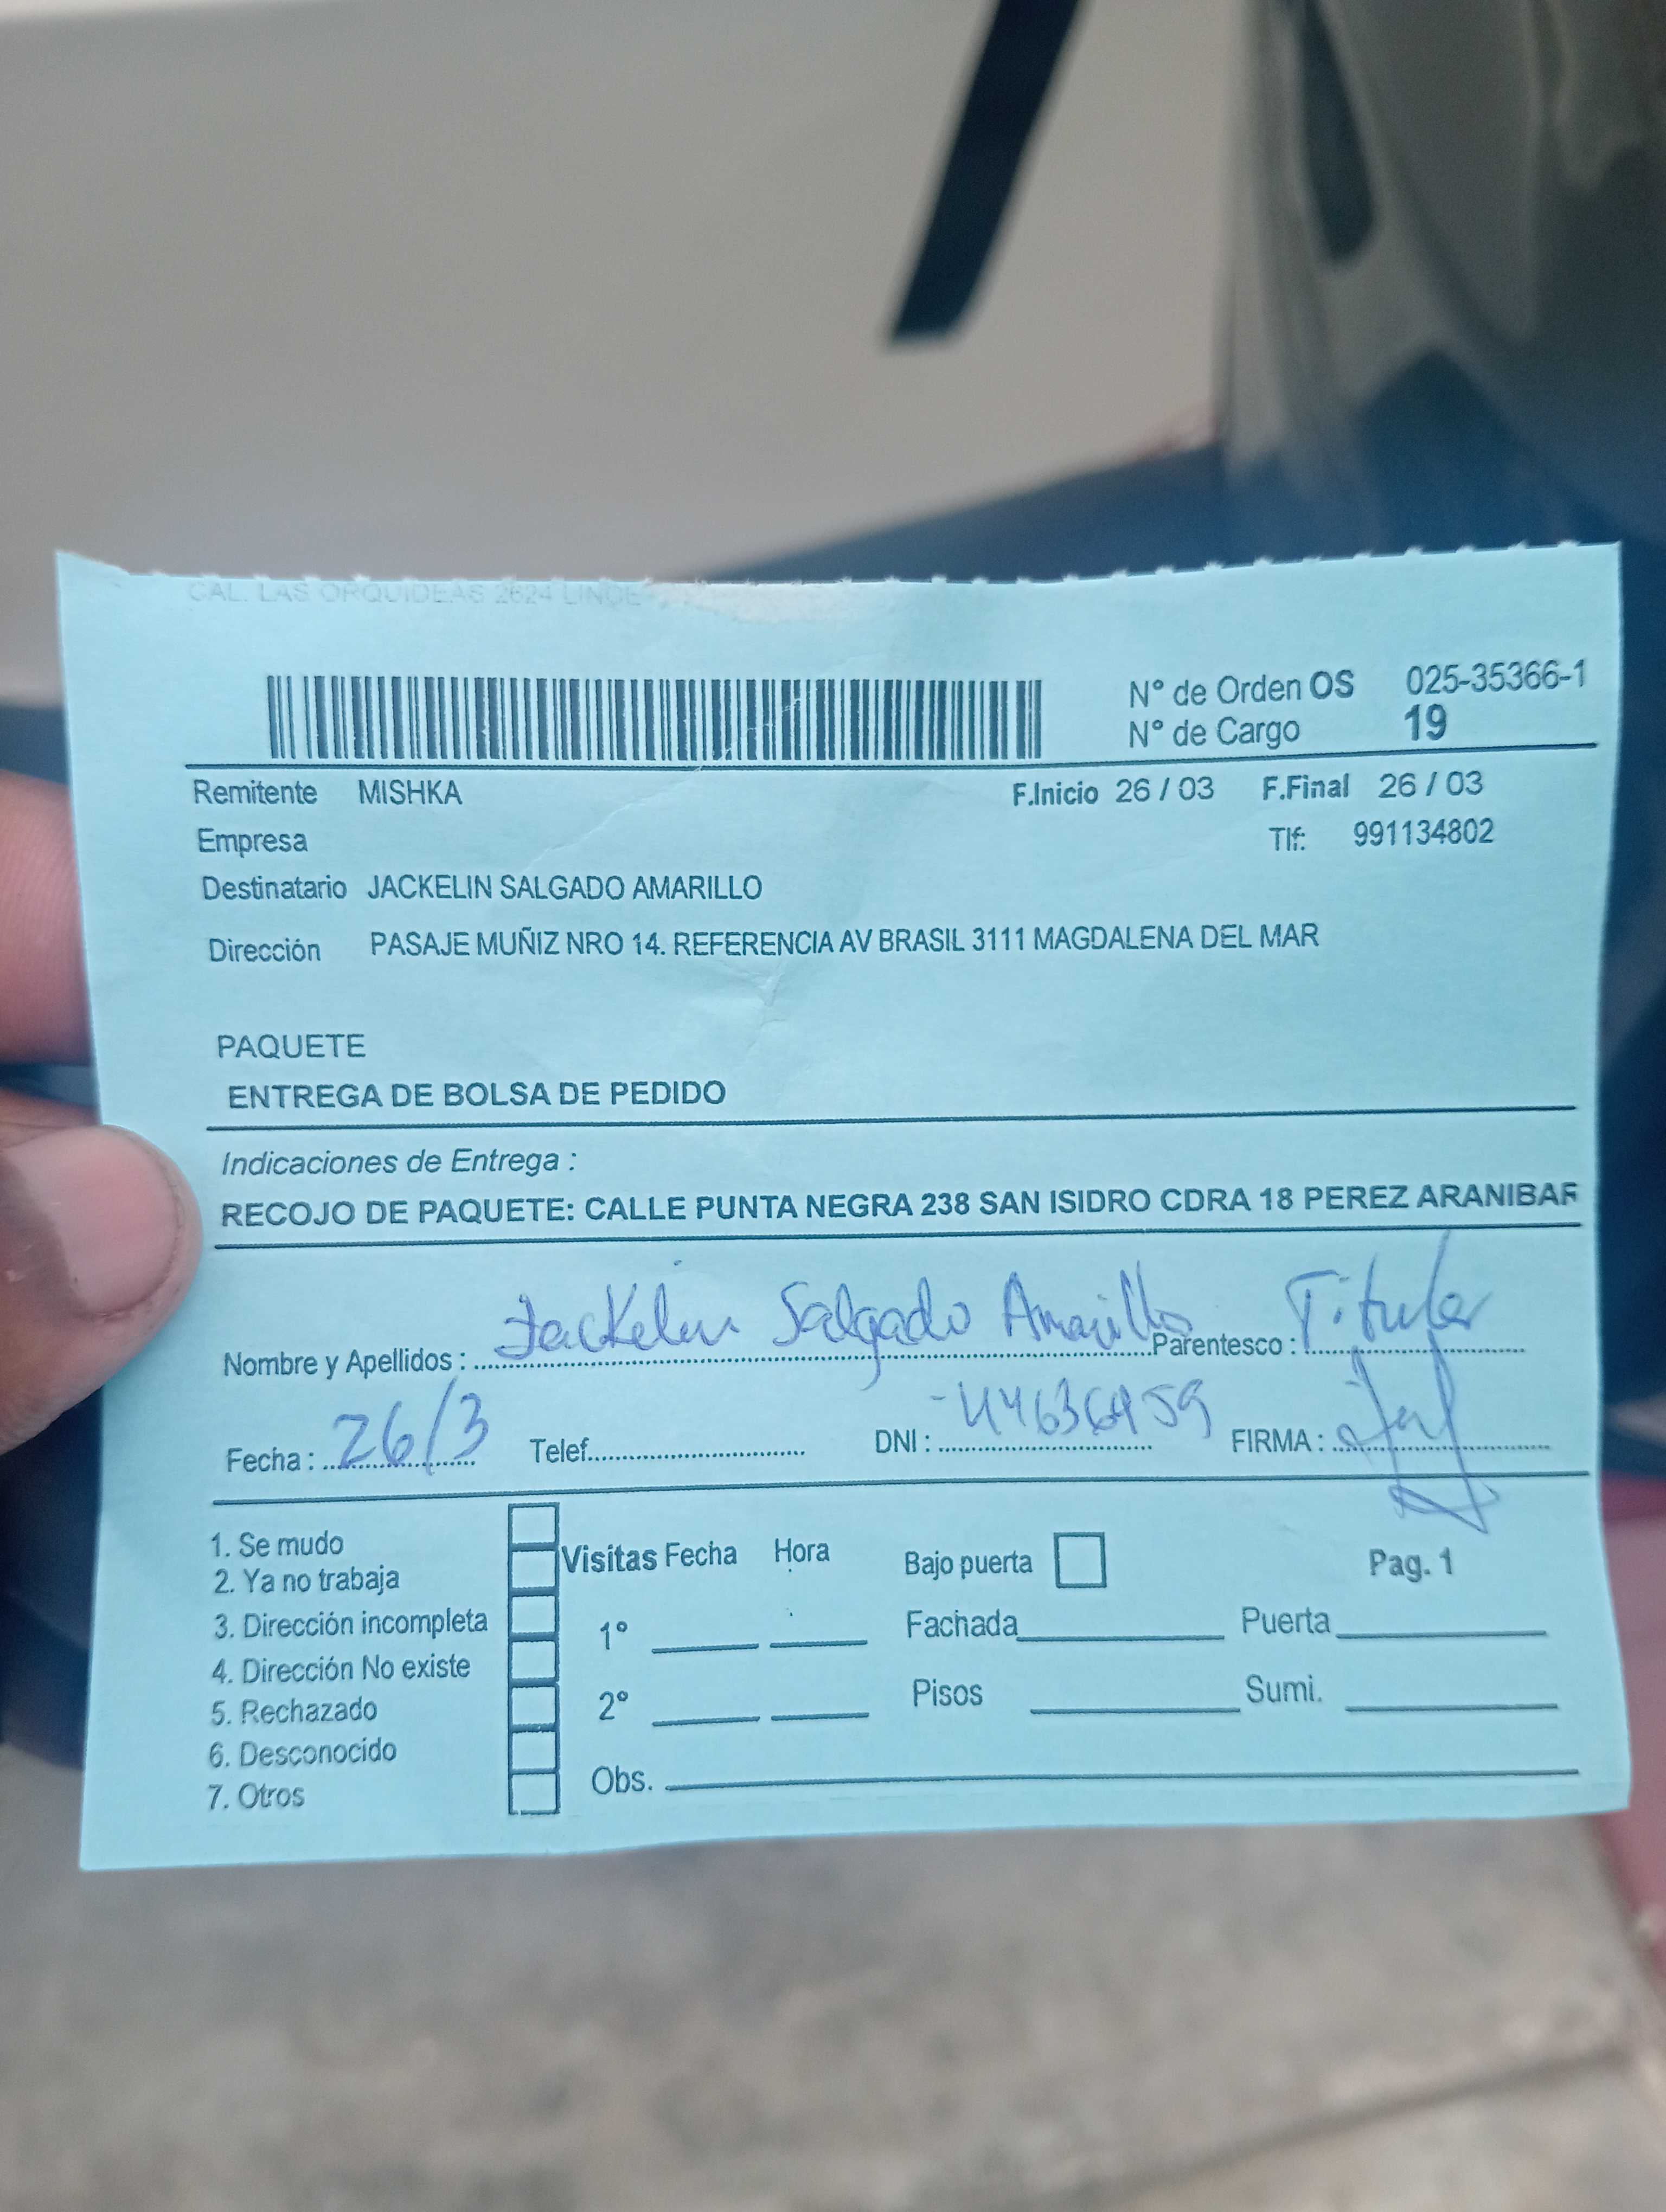 CAL. LAS ORQUIDEAS 2624 LINCE
Nº de Orden OS 025-35366-1
Nº de Cargo 19
Remitente MISHKA F.Inicio 26 / 03 F.Final 26 / 03
Empresa Tlf: 991134802
Destinatario JACKELIN SALGADO AMARILLO
Dirección PASAJE MUÑIZ NRO 14. REFERENCIA AV BRASIL 3111 MAGDALENA DEL MAR
PAQUETE
ENTREGA DE BOLSA DE PEDIDO
Indicaciones de Entrega :
RECOJO DE PAQUETE: CALLE PUNTA NEGRA 238 SAN ISIDRO CDRA 18 PEREZ ARANIBAR
Nombre y Apellidos : Jackelin Salgado Amarillo Parentesco : Titular
Fecha : 26/3 Telef. DNI : FIRMA :
1. Se mudo
2. Ya no trabaja
3. Dirección incompleta
4. Dirección No existe
5. Rechazado
6. Desconocido
7. Otros
Visitas Fecha Hora Bajo puerta Pag. 1
1º Fachada Puerta
2º Pisos Sumi.
Obs.